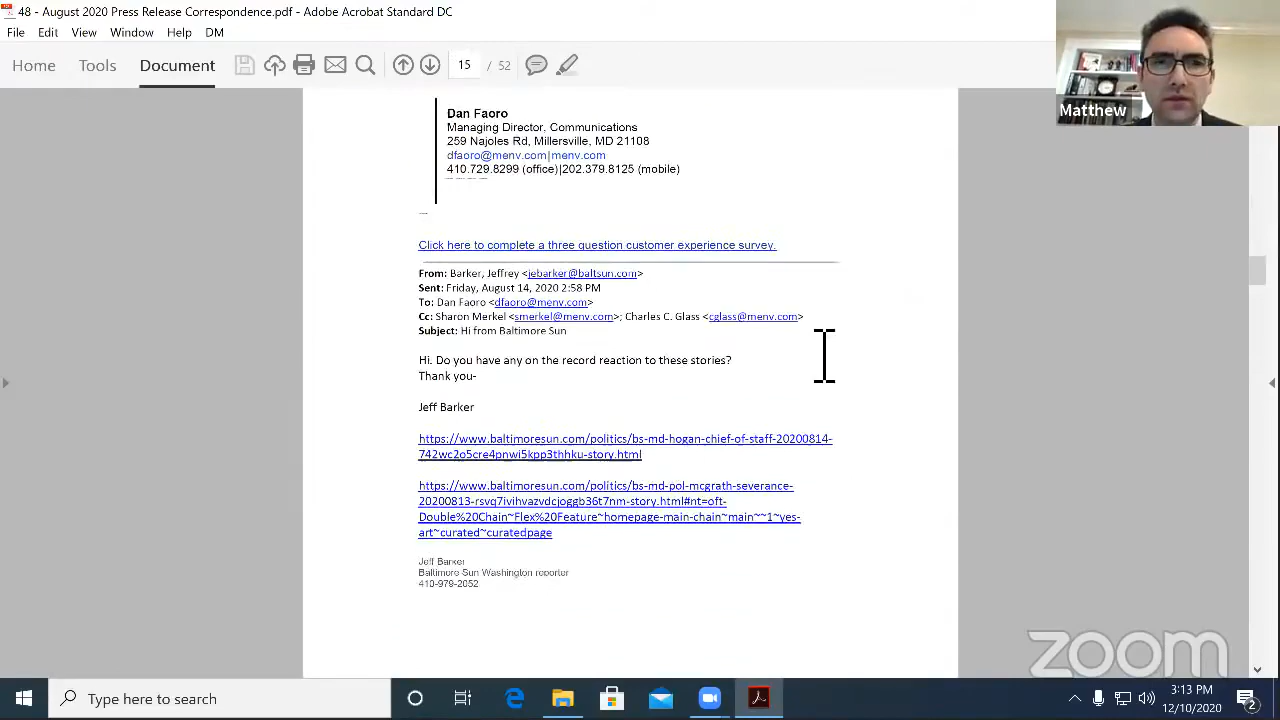 48 - August 2020 Press Release Correspondence.pdf - Adobe Acrobat Standard DC
File Edit View Window Help DM
Home Tools Document 15 / 52
Matthew
Dan Faoro
Managing Director, Communications
259 Najoles Rd, Millersville, MD 21108
dfaoro@menv.com|menv.com
410.729.8299 (office)|202.379.8125 (mobile)
Click here to complete a three question customer experience survey.
From: Barker, Jeffrey <jebarker@baltsun.com>
Sent: Friday, August 14, 2020 2:58 PM
To: Dan Faoro <dfaoro@menv.com>
Cc: Sharon Merkel <smerkel@menv.com>; Charles C. Glass <cglass@menv.com>
Subject: Hi from Baltimore Sun
Hi. Do you have any on the record reaction to these stories?
Thank you-
Jeff Barker
https://www.baltimoresun.com/politics/bs-md-hogan-chief-of-staff-20200814-
742wc2o5cre4pnwi5kpp3thhku-story.html
https://www.baltimoresun.com/politics/bs-md-pol-mcgrath-severance-
20200813-rsvq7ivihvazvdcjoggb36t7nm-story.html#nt=oft-
Double%20Chain~Flex%20Feature~homepage-main-chain~main~~1~yes-
art~curated~curatedpage
Jeff Barker
Baltimore Sun Washington reporter
410-979-2052
zoom
Type here to search
3:13 PM
12/10/2020
2